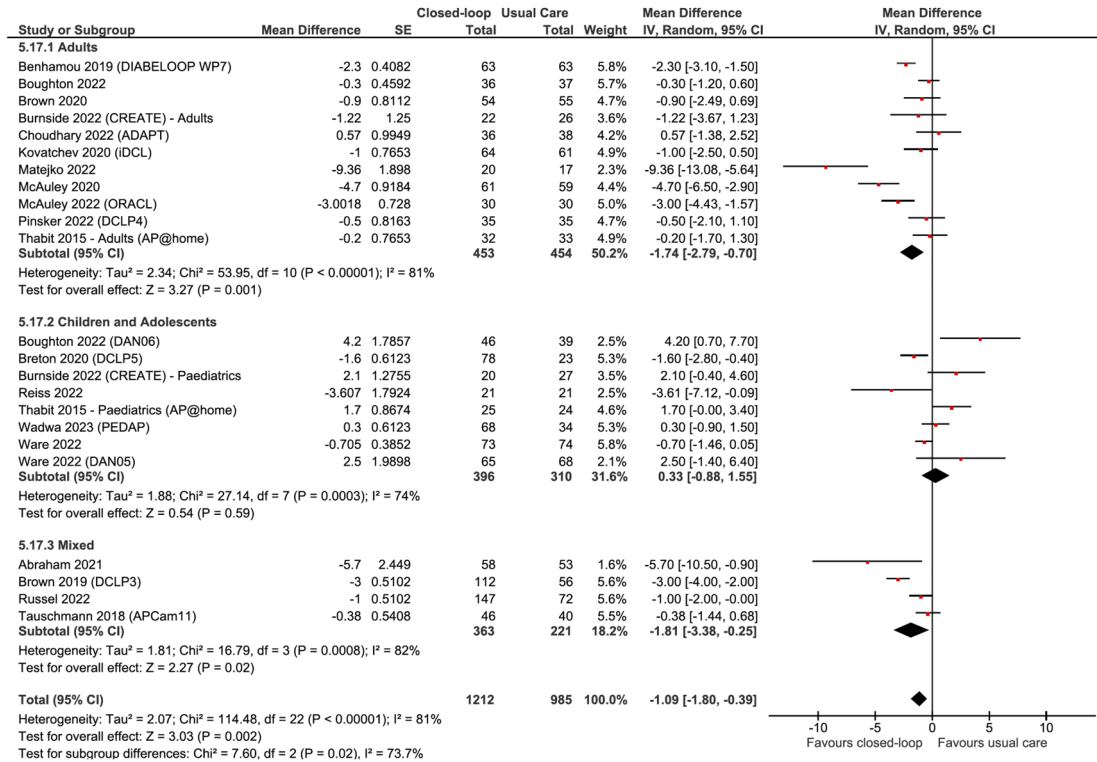 Closed-loop Usual Care Mean Difference Mean Difference
Study or Subgroup Mean Difference SE Total Total Weight IV, Random, 95% CI IV, Random, 95% CI
5.17.1 Adults
Benhamou 2019 (DIABELOOP WP7) -2.3 0.4082 63 63 5.8% -2.30 [-3.10, -1.50]
Boughton 2022 -0.3 0.4592 36 37 5.7% -0.30 [-1.20, 0.60]
Brown 2020 -0.9 0.8112 54 55 4.7% -0.90 [-2.49, 0.69]
Burnside 2022 (CREATE) - Adults -1.22 1.25 22 26 3.6% -1.22 [-3.67, 1.23]
Choudhary 2022 (ADAPT) 0.57 0.9949 36 38 4.2% 0.57 [-1.38, 2.52]
Kovatchev 2020 (iDCL) -1 0.7653 64 61 4.9% -1.00 [-2.50, 0.50]
Matejko 2022 -9.36 1.898 20 17 2.3% -9.36 [-13.08, -5.64]
McAuley 2020 -4.7 0.9184 61 59 4.4% -4.70 [-6.50, -2.90]
McAuley 2022 (ORACL) -3.0018 0.728 30 30 5.0% -3.00 [-4.43, -1.57]
Pinsker 2022 (DCLP4) -0.5 0.8163 35 35 4.7% -0.50 [-2.10, 1.10]
Thabit 2015 - Adults (AP@home) -0.2 0.7653 32 33 4.9% -0.20 [-1.70, 1.30]
Subtotal (95% CI) 453 454 50.2% -1.74 [-2.79, -0.70]
Heterogeneity: Tau² = 2.34; Chi² = 53.95, df = 10 (P < 0.00001); I² = 81%
Test for overall effect: Z = 3.27 (P = 0.001)
5.17.2 Children and Adolescents
Boughton 2022 (DAN06) 4.2 1.7857 46 39 2.5% 4.20 [0.70, 7.70]
Breton 2020 (DCLP5) -1.6 0.6123 78 23 5.3% -1.60 [-2.80, -0.40]
Burnside 2022 (CREATE) - Paediatrics 2.1 1.2755 20 27 3.5% 2.10 [-0.40, 4.60]
Reiss 2022 -3.607 1.7924 21 21 2.5% -3.61 [-7.12, -0.09]
Thabit 2015 - Paediatrics (AP@home) 1.7 0.8674 25 24 4.6% 1.70 [-0.00, 3.40]
Wadwa 2023 (PEDAP) 0.3 0.6123 68 34 5.3% 0.30 [-0.90, 1.50]
Ware 2022 -0.705 0.3852 73 74 5.8% -0.70 [-1.46, 0.05]
Ware 2022 (DAN05) 2.5 1.9898 65 68 2.1% 2.50 [-1.40, 6.40]
Subtotal (95% CI) 396 310 31.6% 0.33 [-0.88, 1.55]
Heterogeneity: Tau² = 1.88; Chi² = 27.14, df = 7 (P = 0.0003); I² = 74%
Test for overall effect: Z = 0.54 (P = 0.59)
5.17.3 Mixed
Abraham 2021 -5.7 2.449 58 53 1.6% -5.70 [-10.50, -0.90]
Brown 2019 (DCLP3) -3 0.5102 112 56 5.6% -3.00 [-4.00, -2.00]
Russel 2022 -1 0.5102 147 72 5.6% -1.00 [-2.00, -0.00]
Tauschmann 2018 (APCam11) -0.38 0.5408 46 40 5.5% -0.38 [-1.44, 0.68]
Subtotal (95% CI) 363 221 18.2% -1.81 [-3.38, -0.25]
Heterogeneity: Tau² = 1.81; Chi² = 16.79, df = 3 (P = 0.0008); I² = 82%
Test for overall effect: Z = 2.27 (P = 0.02)
Total (95% CI) 1212 985 100.0% -1.09 [-1.80, -0.39]
Heterogeneity: Tau² = 2.07; Chi² = 114.48, df = 22 (P < 0.00001); I² = 81%
Test for overall effect: Z = 3.03 (P = 0.002)
Test for subgroup differences: Chi² = 7.60, df = 2 (P = 0.02), I² = 73.7%
-10 -5 0 5 10
Favours closed-loop Favours usual care